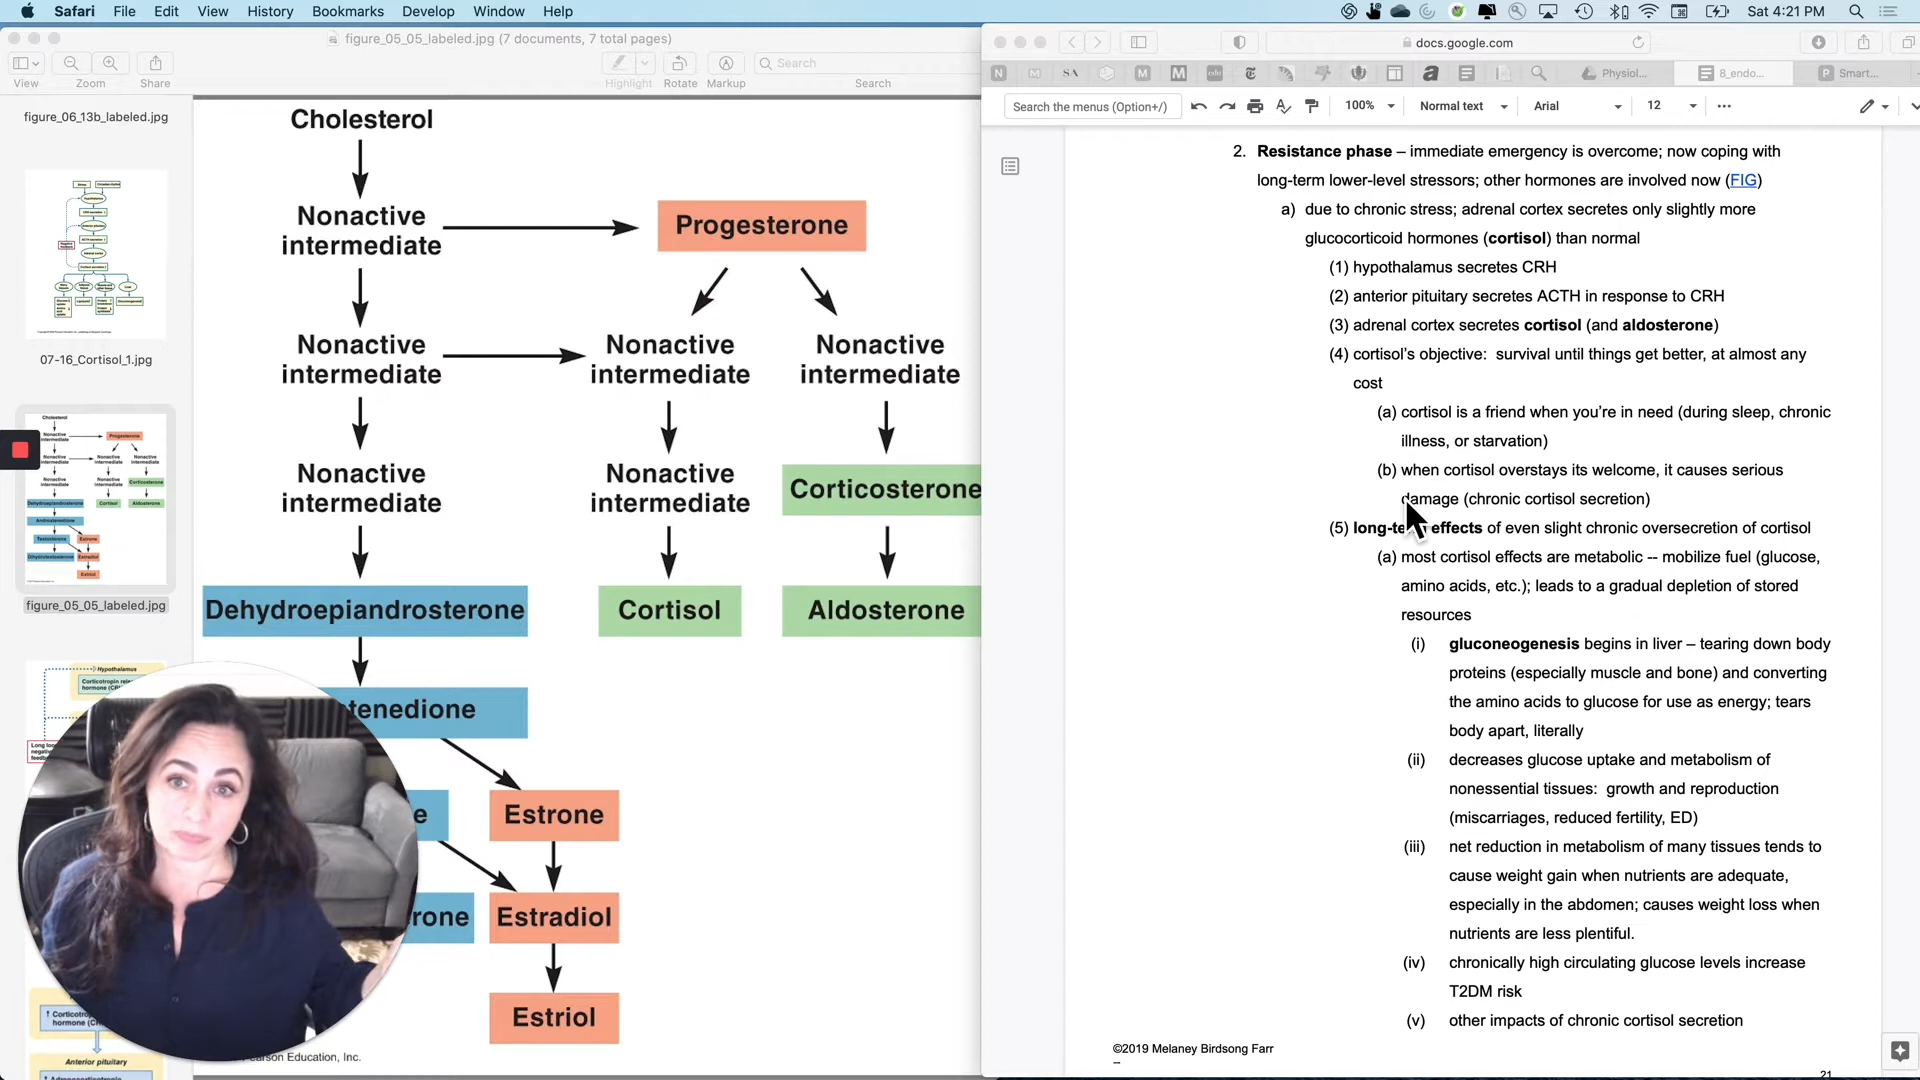 Safari File Edit View History Bookmarks Develop Window Help
Sat 4:21 PM
figure_05_05_labeled.jpg (7 documents, 7 total pages)
View Zoom Share Highlight Rotate Markup Search
Search
figure_06_13b_labeled.jpg
07-16_Cortisol_1.jpg
figure_05_05_labeled.jpg
Hypothalamus
Anterior pituitary
Cholesterol
Nonactive
intermediate
Progesterone
Nonactive
intermediate
Nonactive
intermediate
Nonactive
intermediate
Nonactive
intermediate
Nonactive
intermediate
Corticosterone
Dehydroepiandrosterone
Cortisol
Aldosterone
tenedione
e
Estrone
rone
Estradiol
Estriol
earson Education, Inc.
docs.google.com
Physiol...
8_endo...
Smart...
Search the menus (Option+/)
100%
Normal text
Arial
12
2. Resistance phase – immediate emergency is overcome; now coping with
long-term lower-level stressors; other hormones are involved now (FIG)
a) due to chronic stress; adrenal cortex secretes only slightly more
glucocorticoid hormones (cortisol) than normal
(1) hypothalamus secretes CRH
(2) anterior pituitary secretes ACTH in response to CRH
(3) adrenal cortex secretes cortisol (and aldosterone)
(4) cortisol’s objective: survival until things get better, at almost any
cost
(a) cortisol is a friend when you’re in need (during sleep, chronic
illness, or starvation)
(b) when cortisol overstays its welcome, it causes serious
damage (chronic cortisol secretion)
(5) long-term effects of even slight chronic oversecretion of cortisol
(a) most cortisol effects are metabolic -- mobilize fuel (glucose,
amino acids, etc.); leads to a gradual depletion of stored
resources
(i) gluconeogenesis begins in liver – tearing down body
proteins (especially muscle and bone) and converting
the amino acids to glucose for use as energy; tears
body apart, literally
(ii) decreases glucose uptake and metabolism of
nonessential tissues: growth and reproduction
(miscarriages, reduced fertility, ED)
(iii) net reduction in metabolism of many tissues tends to
cause weight gain when nutrients are adequate,
especially in the abdomen; causes weight loss when
nutrients are less plentiful.
(iv) chronically high circulating glucose levels increase
T2DM risk
(v) other impacts of chronic cortisol secretion
©2019 Melaney Birdsong Farr
--
21